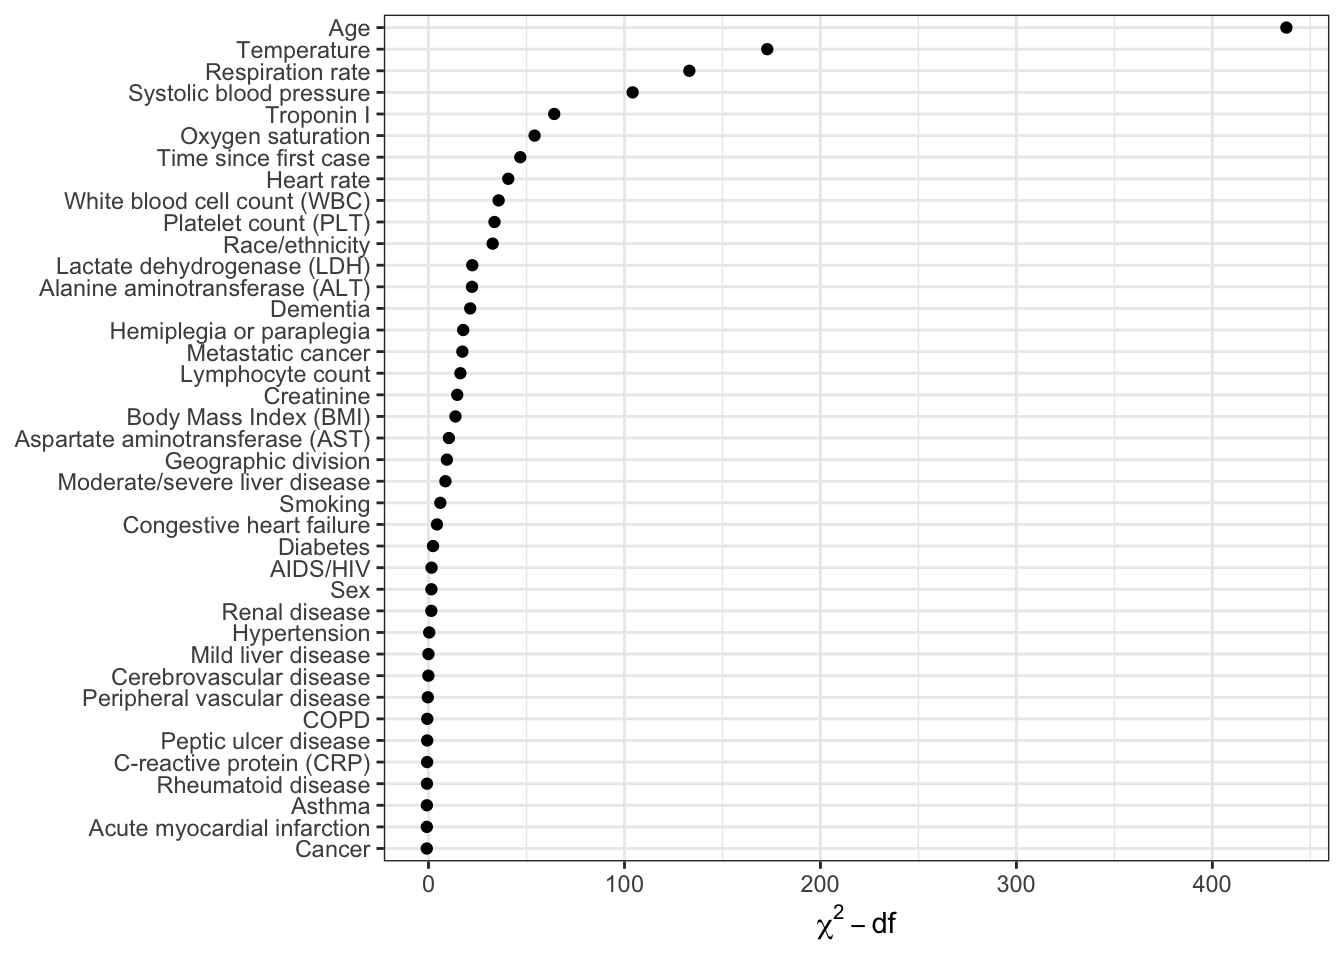 Age
Temperature
Respiration rate
Systolic blood pressure
Troponin I
Oxygen saturation
Time since first case
Heart rate
White blood cell count (WBC)
Platelet count (PLT)
Race/ethnicity
Lactate dehydrogenase (LDH)
Alanine aminotransferase (ALT)
Dementia
Hemiplegia or paraplegia
Metastatic cancer
Lymphocyte count
Creatinine
Body Mass Index (BMI)
Aspartate aminotransferase (AST)
Geographic division
Moderate/severe liver disease
Smoking
Congestive heart failure
Diabetes
AIDS/HIV
Sex
Renal disease
Hypertension
Mild liver disease
Cerebrovascular disease
Peripheral vascular disease
COPD
Peptic ulcer disease
C-reactive protein (CRP)
Rheumatoid disease
Asthma
Acute myocardial infarction
Cancer
0 100 200 300 400
χ² − df